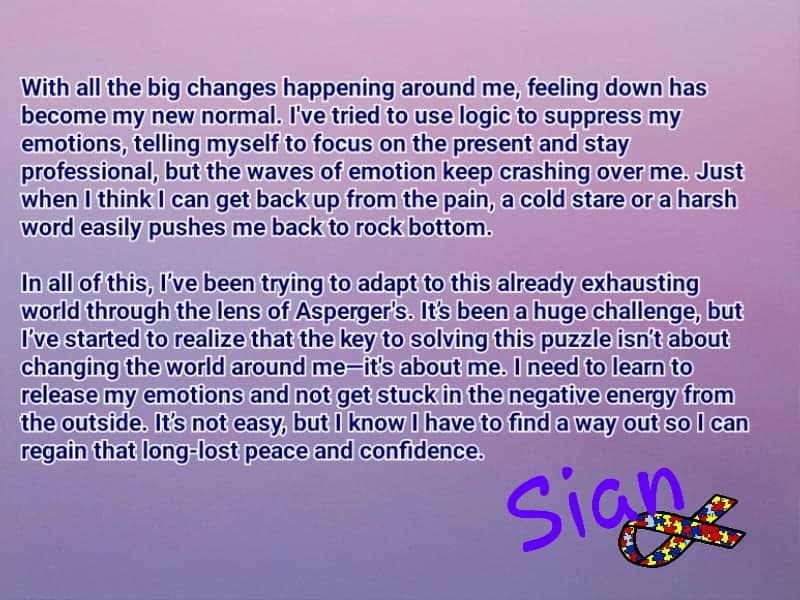 With all the big changes happening around me, feeling down has
become my new normal. I've tried to use logic to suppress my
emotions, telling myself to focus on the present and stay
professional, but the waves of emotion keep crashing over me. Just
when I think I can get back up from the pain, a cold stare or a harsh
word easily pushes me back to rock bottom.
In all of this, I’ve been trying to adapt to this already exhausting
world through the lens of Asperger's. It’s been a huge challenge, but
I’ve started to realize that the key to solving this puzzle isn’t about
changing the world around me—it's about me. I need to learn to
release my emotions and not get stuck in the negative energy from
the outside. It’s not easy, but I know I have to find a way out so I can
regain that long-lost peace and confidence.
Sian